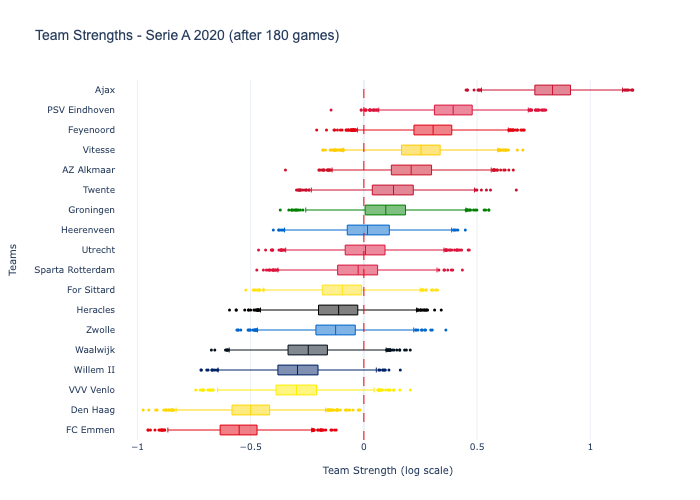 Team Strengths - Serie A 2020 (after 180 games)
Ajax
PSV Eindhoven
Feyenoord
Vitesse
AZ Alkmaar
Twente
Groningen
Heerenveen
Utrecht
Sparta Rotterdam
For Sittard
Heracles
Zwolle
Waalwijk
Willem II
VVV Venlo
Den Haag
FC Emmen
Teams
−1 −0.5 0 0.5 1
Team Strength (log scale)